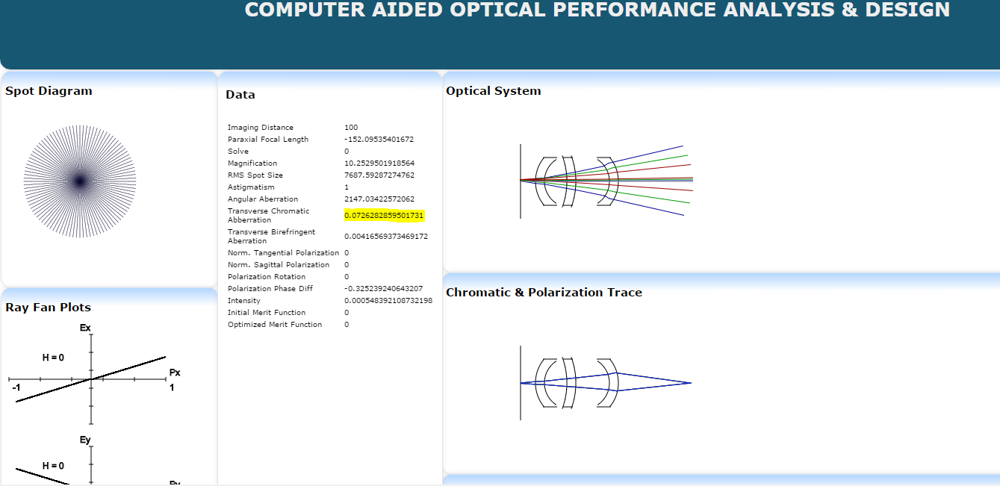 COMPUTER AIDED OPTICAL PERFORMANCE ANALYSIS & DESIGN
Spot Diagram
Data
Imaging Distance 100
Paraxial Focal Length -152.09535401672
Solve 0
Magnification 10.2529501918564
RMS Spot Size 7687.59287274762
Astigmatism 1
Angular Aberration 2147.03422572062
Transverse Chromatic
Abberration 0.0726282859501731
Transverse Birefringent
Aberration 0.00416569373469172
Norm. Tangential Polarization 0
Norm. Sagittal Polarization 0
Polarization Rotation 0
Polarization Phase Diff -0.325239240643207
Intensity 0.000548392108732198
Initial Merit Function 0
Optimized Merit Function 0
Optical System
Chromatic & Polarization Trace
Ray Fan Plots
Ex
H = 0
Px
-1 1
Ey
H = 0